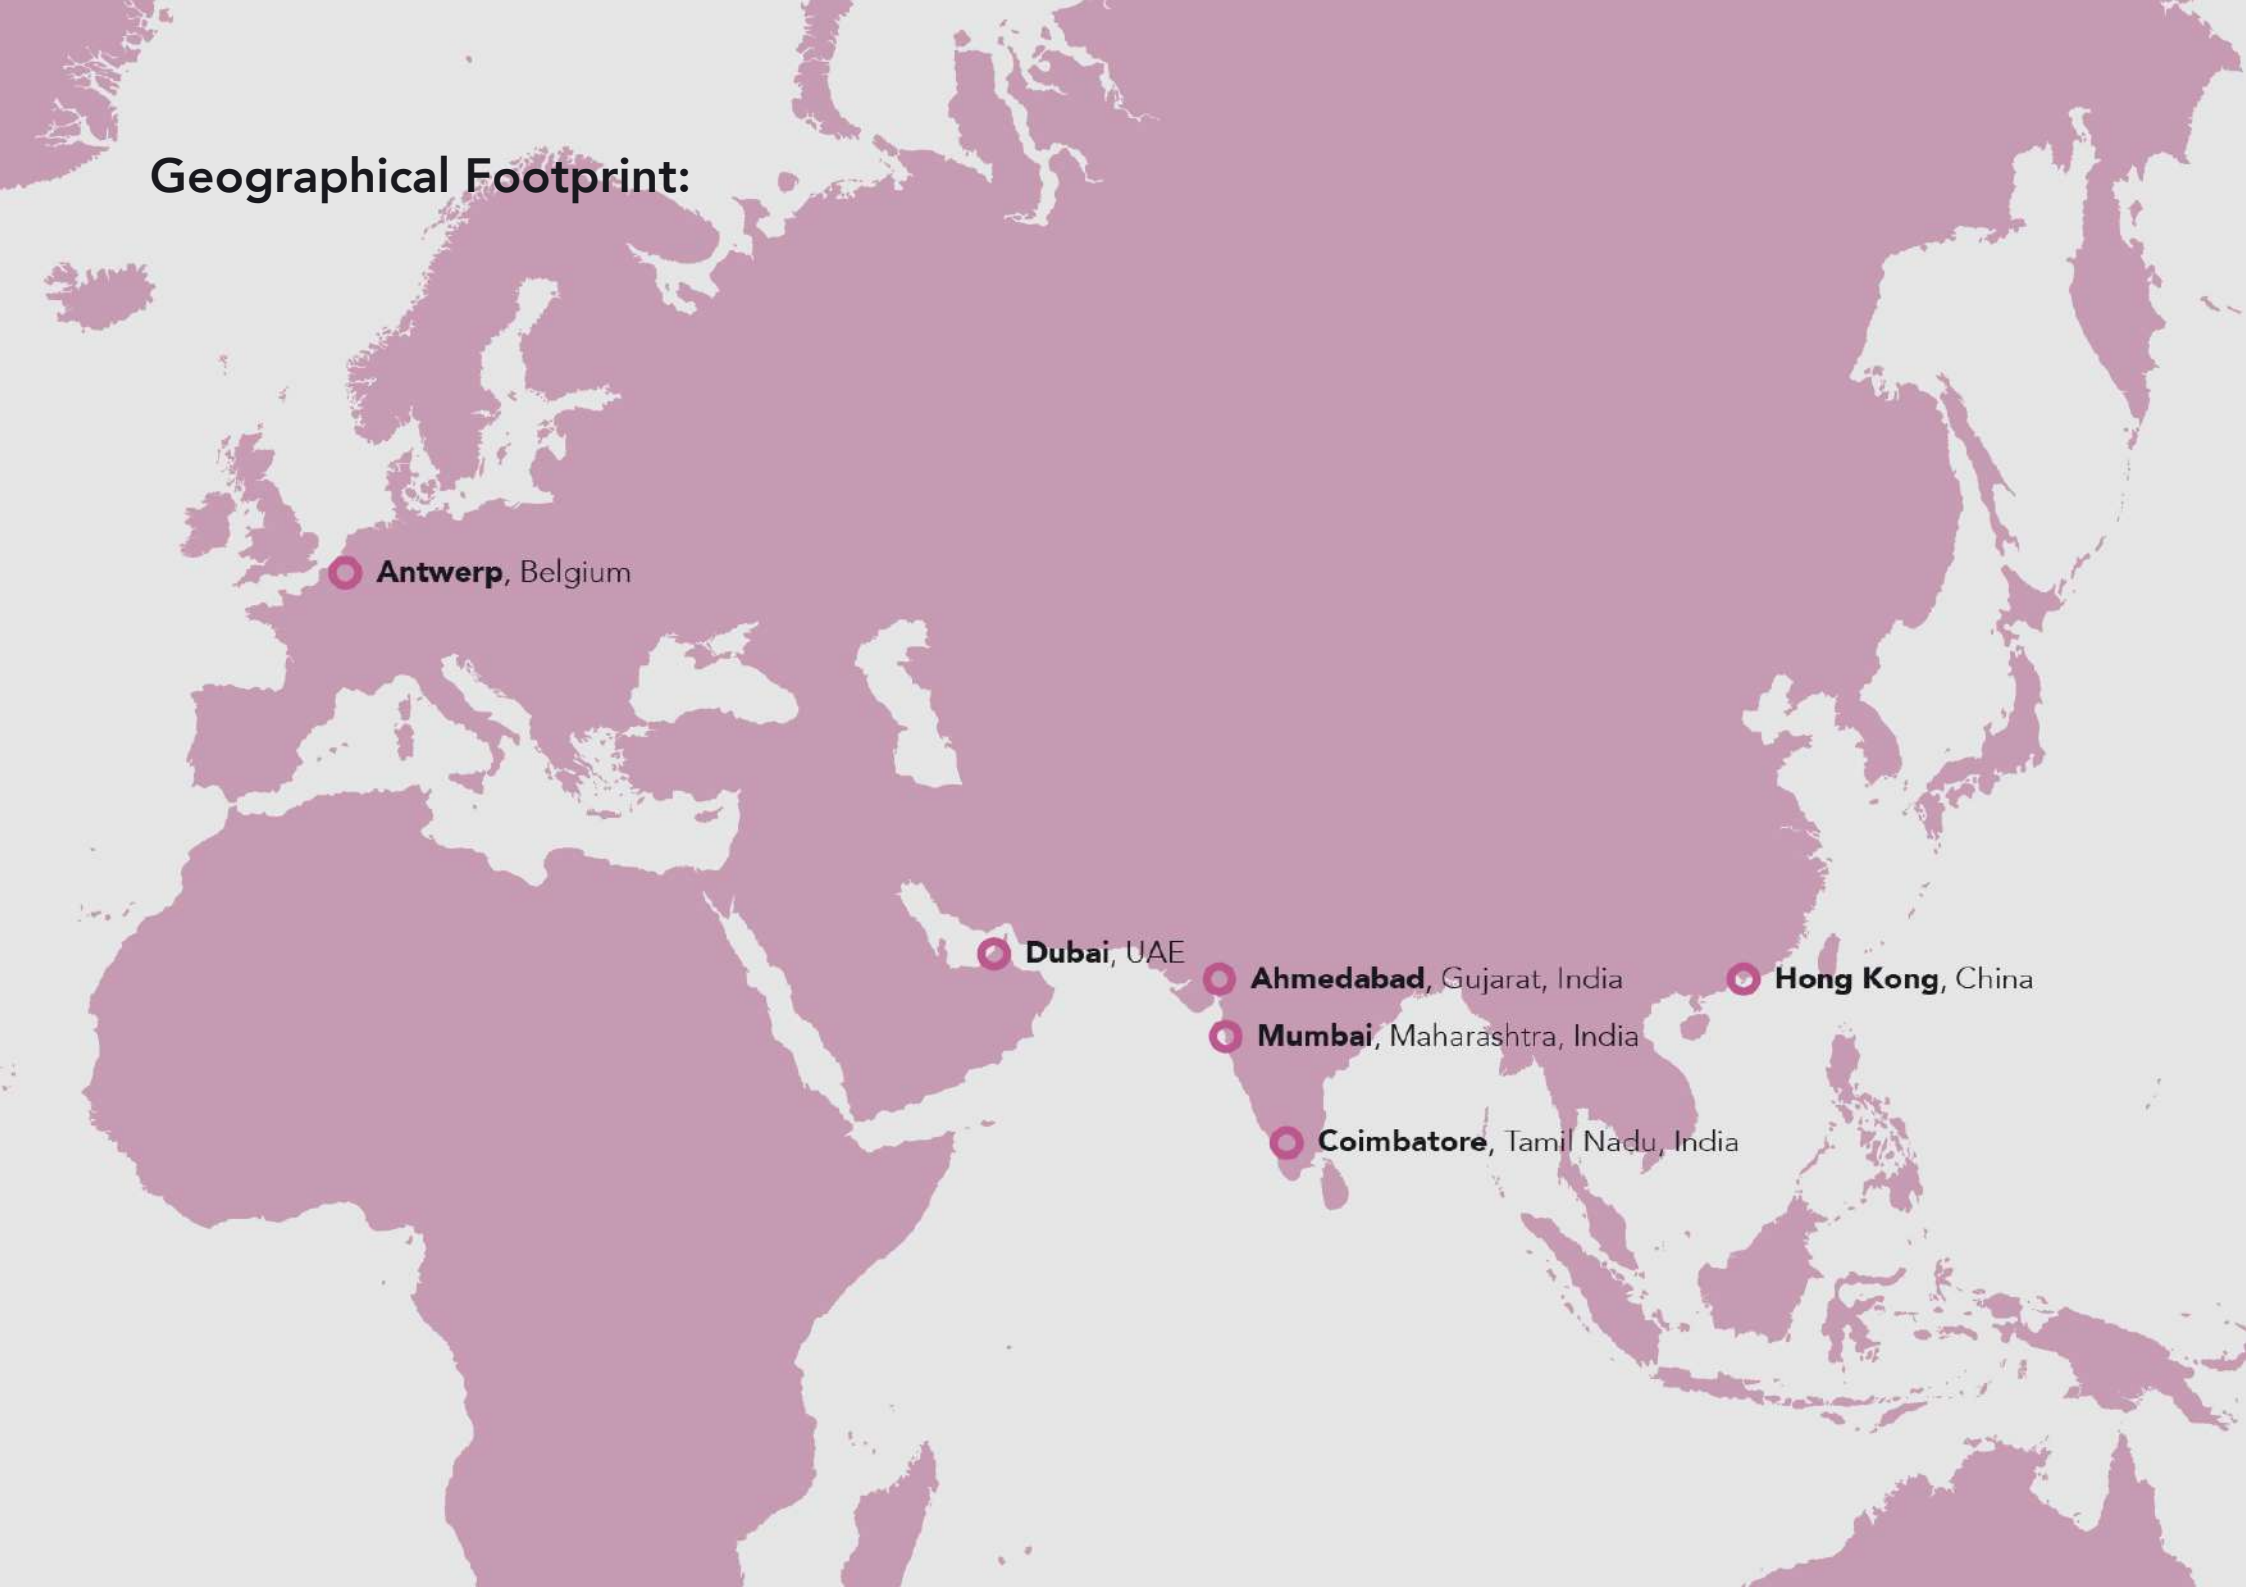 Geographical Footprint:
Antwerp, Belgium
Dubai, UAE
Ahmedabad, Gujarat, India
Hong Kong, China
Mumbai, Maharashtra, India
Coimbatore, Tamil Nadu, India